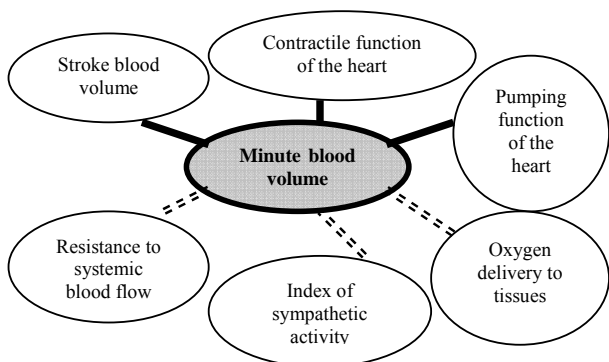 Stroke blood
volume
Contractile function
of the heart
Pumping
function
of the
heart
Minute blood
volume
Resistance to
systemic
blood flow
Index of
sympathetic
activity
Oxygen
delivery to
tissues